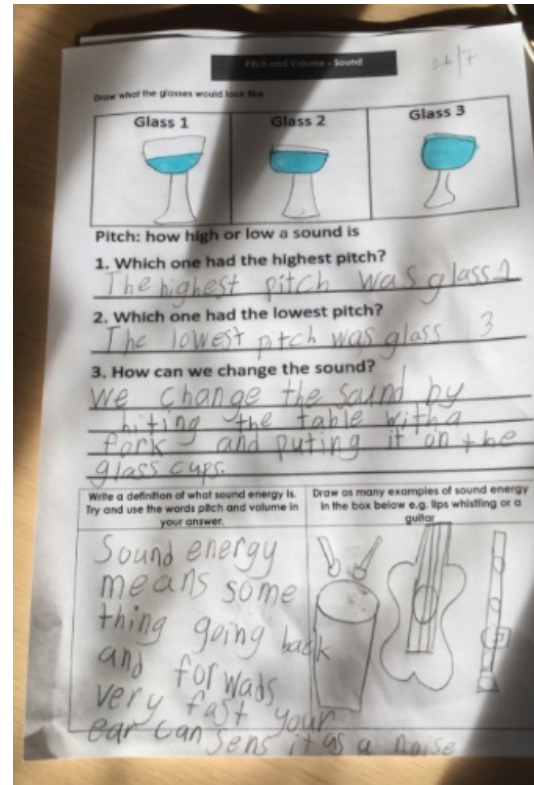 Pitch and Volume - Sound
26/7
Draw what the glasses would look like
Glass 1
Glass 2
Glass 3
Pitch: how high or low a sound is
1. Which one had the highest pitch?
The highest pitch was glass 1
2. Which one had the lowest pitch?
The lowest pitch was glass 3
3. How can we change the sound?
we change the sound by
hiting the table with a
fork and puting it on the
glass cups.
Write a definition of what sound energy is.
Try and use the words pitch and volume in
your answer.
Sound energy
means some
thing going back
and forwads
very fast your
ear can sens it as a noise
Draw as many examples of sound energy
in the box below e.g. lips whistling or a
guitar